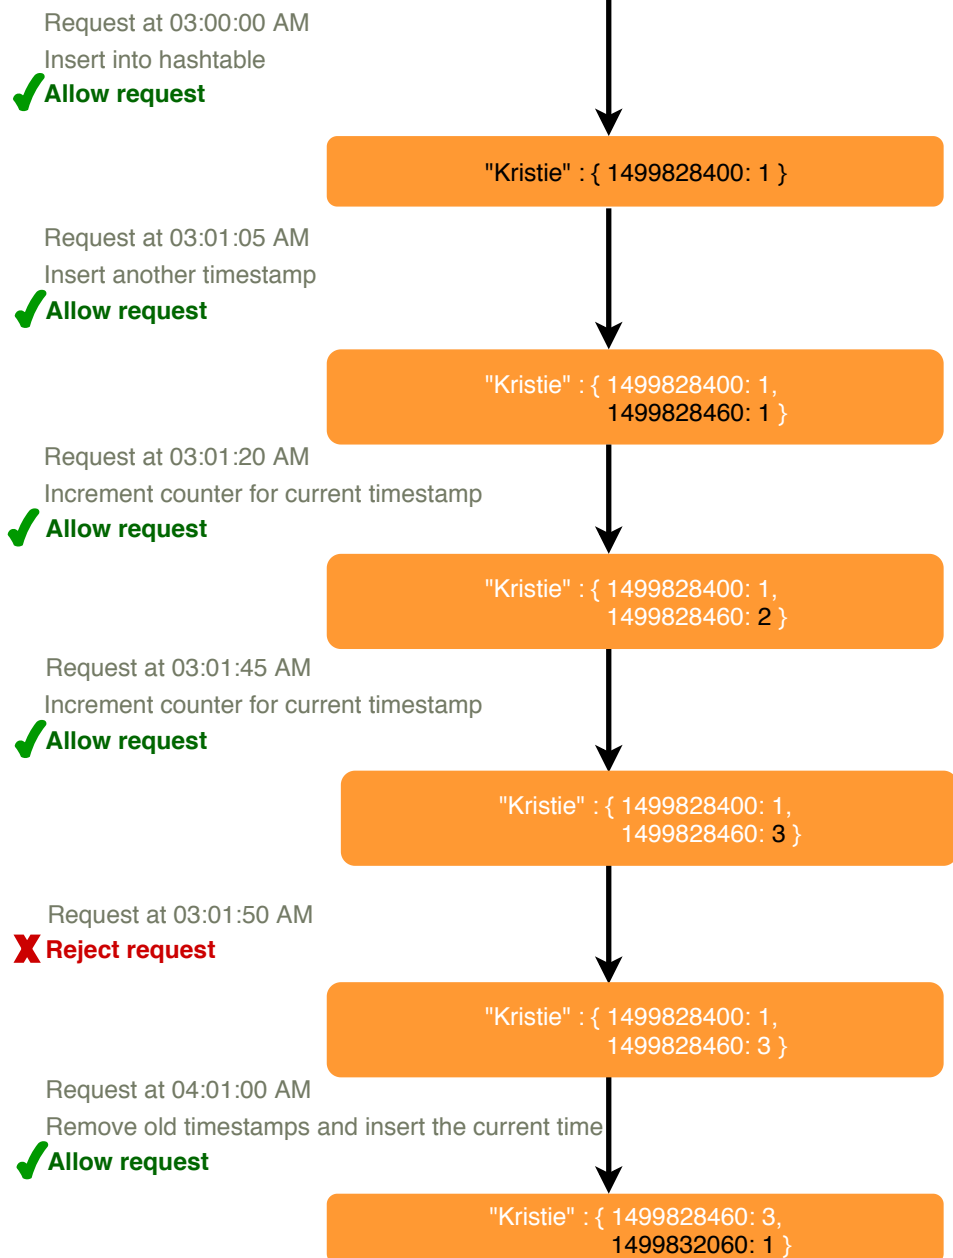 Request at 03:00:00 AM
Insert into hashtable
Allow request
"Kristie" : { 1499828400: 1 }
Request at 03:01:05 AM
Insert another timestamp
Allow request
"Kristie" : { 1499828400: 1,
1499828460: 1 }
Request at 03:01:20 AM
Increment counter for current timestamp
Allow request
"Kristie" : { 1499828400: 1,
1499828460: 2 }
Request at 03:01:45 AM
Increment counter for current timestamp
Allow request
"Kristie" : { 1499828400: 1,
1499828460: 3 }
Request at 03:01:50 AM
Reject request
"Kristie" : { 1499828400: 1,
1499828460: 3 }
Request at 04:01:00 AM
Remove old timestamps and insert the current time
Allow request
"Kristie" : { 1499828460: 3,
1499832060: 1 }